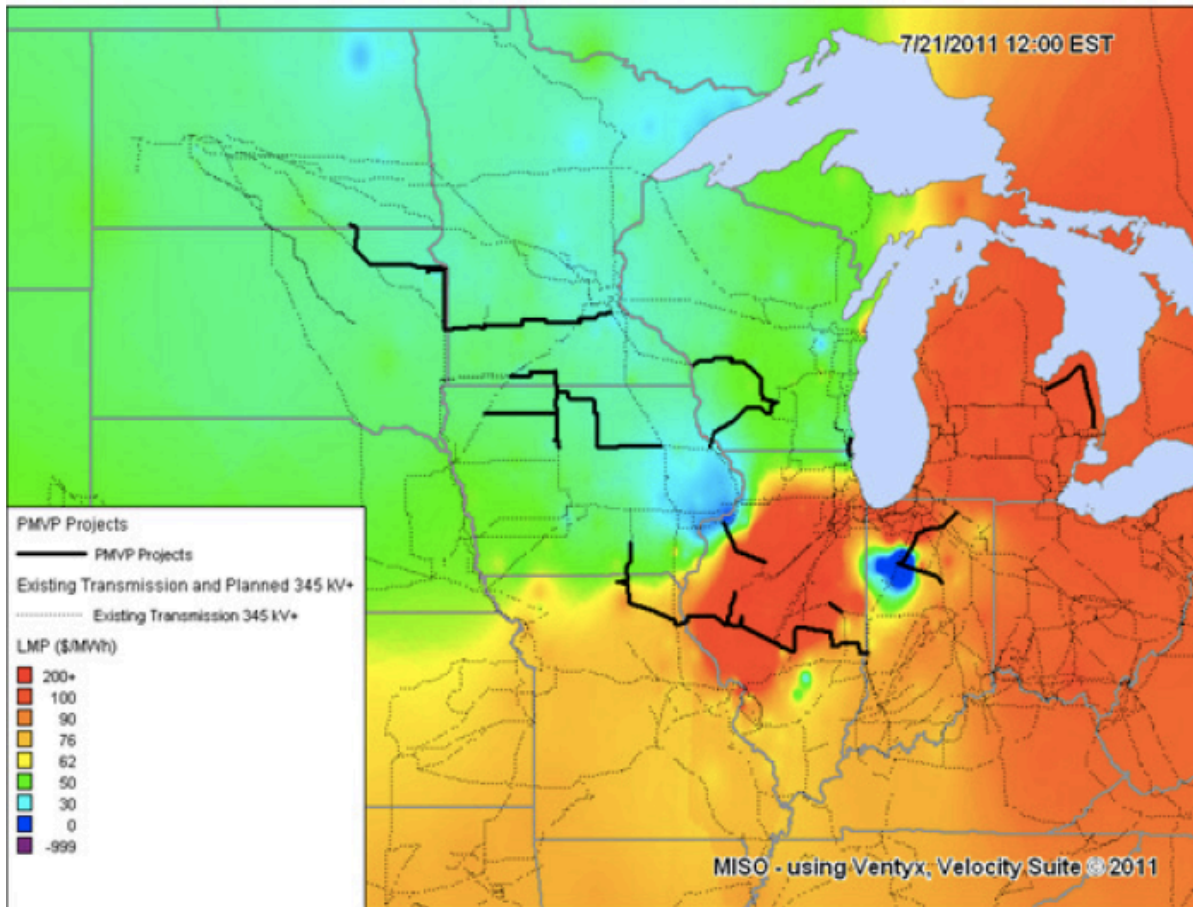 7/21/2011 12:00 EST
PMVP Projects
PMVP Projects
Existing Transmission and Planned 345 kV+
Existing Transmission 345 kV+
LMP ($/MWh)
200+
100
90
76
62
50
30
0
-999
MISO - using Ventyx, Velocity Suite © 2011